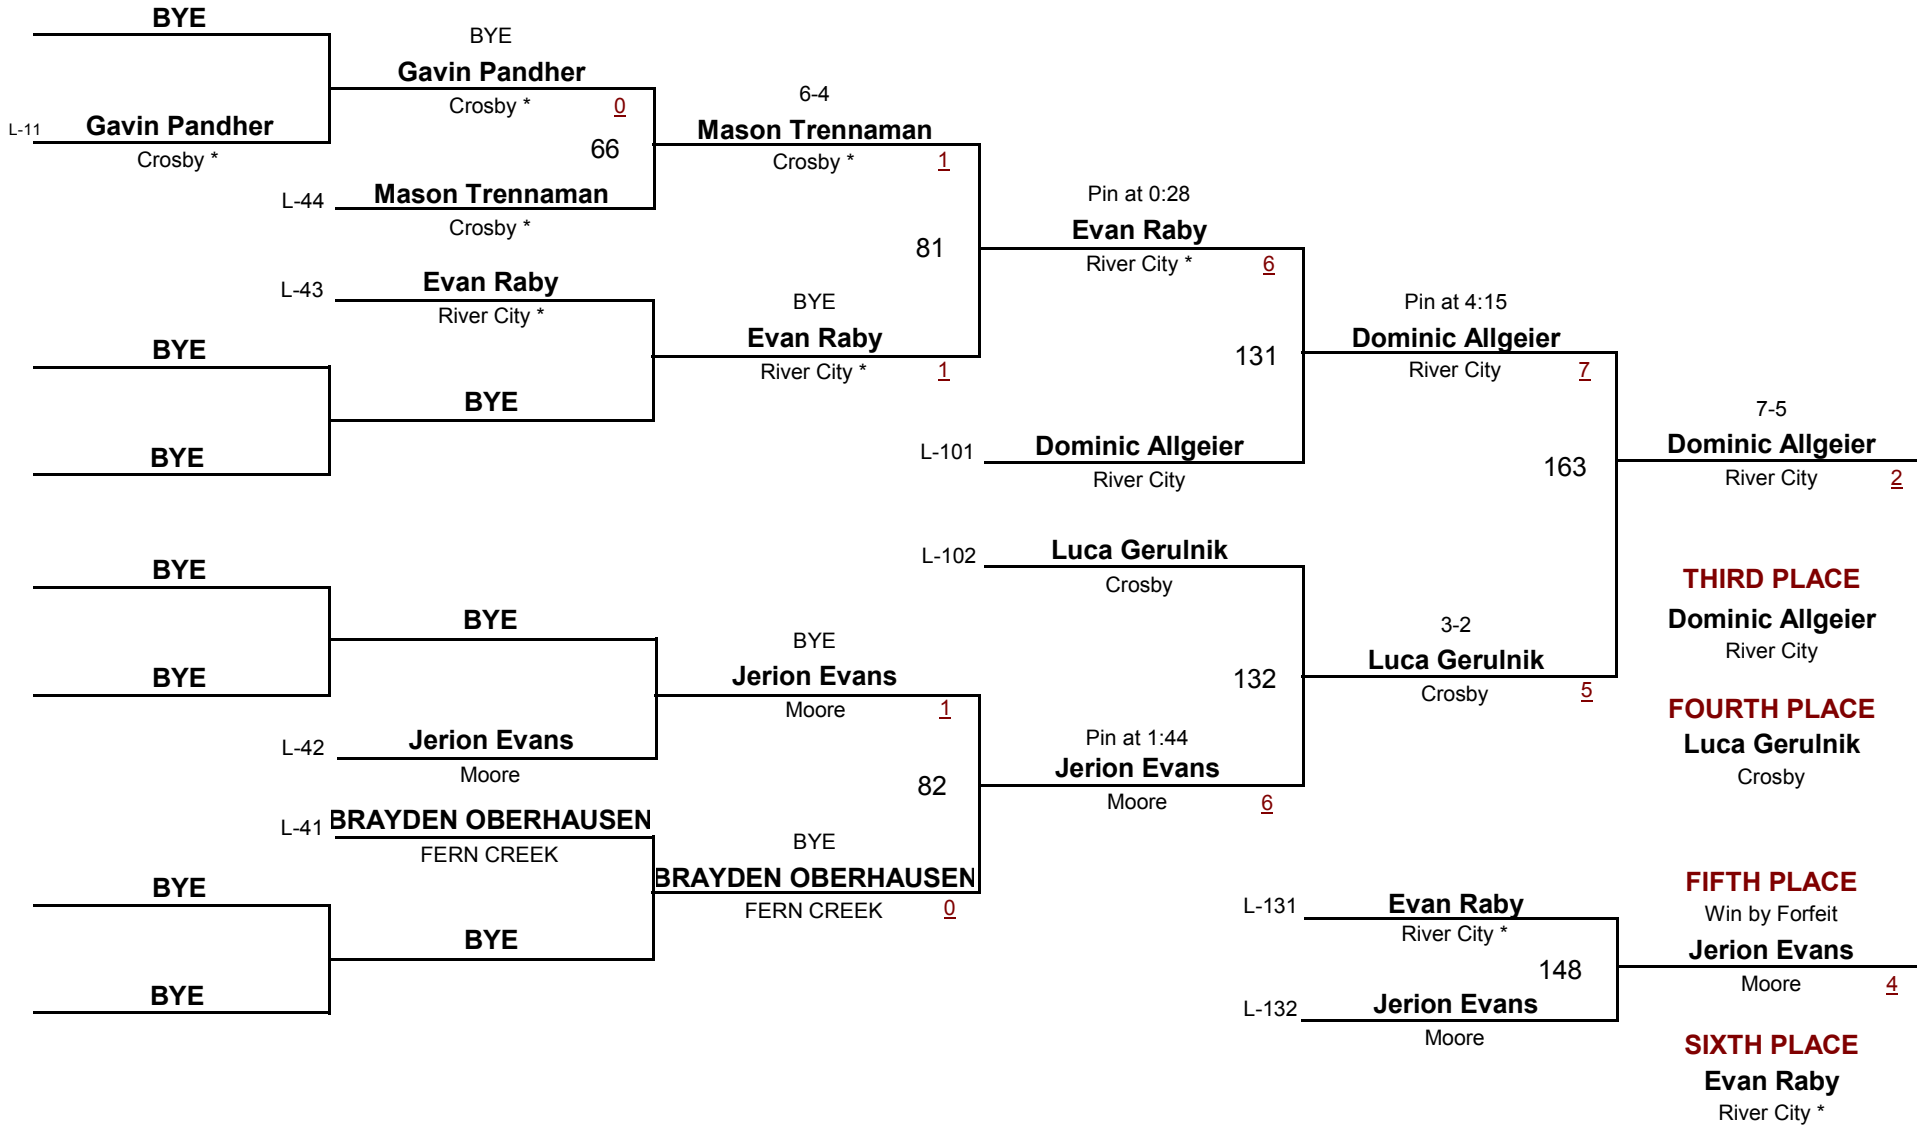 BYE
L-11 Gavin Pandher
Crosby *
BYE
Gavin Pandher
Crosby * 0
66
L-44 Mason Trennaman
Crosby *
6-4
Mason Trennaman
Crosby * 1
L-43 Evan Raby
River City *
BYE
BYE
BYE
BYE
Evan Raby
River City * 1
81
Pin at 0:28
Evan Raby
River City * 6
131
L-101 Dominic Allgeier
River City
Pin at 4:15
Dominic Allgeier
River City 7
163
7-5
Dominic Allgeier
River City 2
BYE
BYE
BYE
L-42 Jerion Evans
Moore
BYE
Jerion Evans
Moore 1
L-41 BRAYDEN OBERHAUSEN
FERN CREEK
BYE
BYE
BYE
BYE
BRAYDEN OBERHAUSEN
FERN CREEK 0
82
L-102 Luca Gerulnik
Crosby
132
Pin at 1:44
Jerion Evans
Moore 6
3-2
Luca Gerulnik
Crosby 5
THIRD PLACE
Dominic Allgeier
River City
FOURTH PLACE
Luca Gerulnik
Crosby
L-131 Evan Raby
River City *
148
L-132 Jerion Evans
Moore
FIFTH PLACE
Win by Forfeit
Jerion Evans
Moore 4
SIXTH PLACE
Evan Raby
River City *